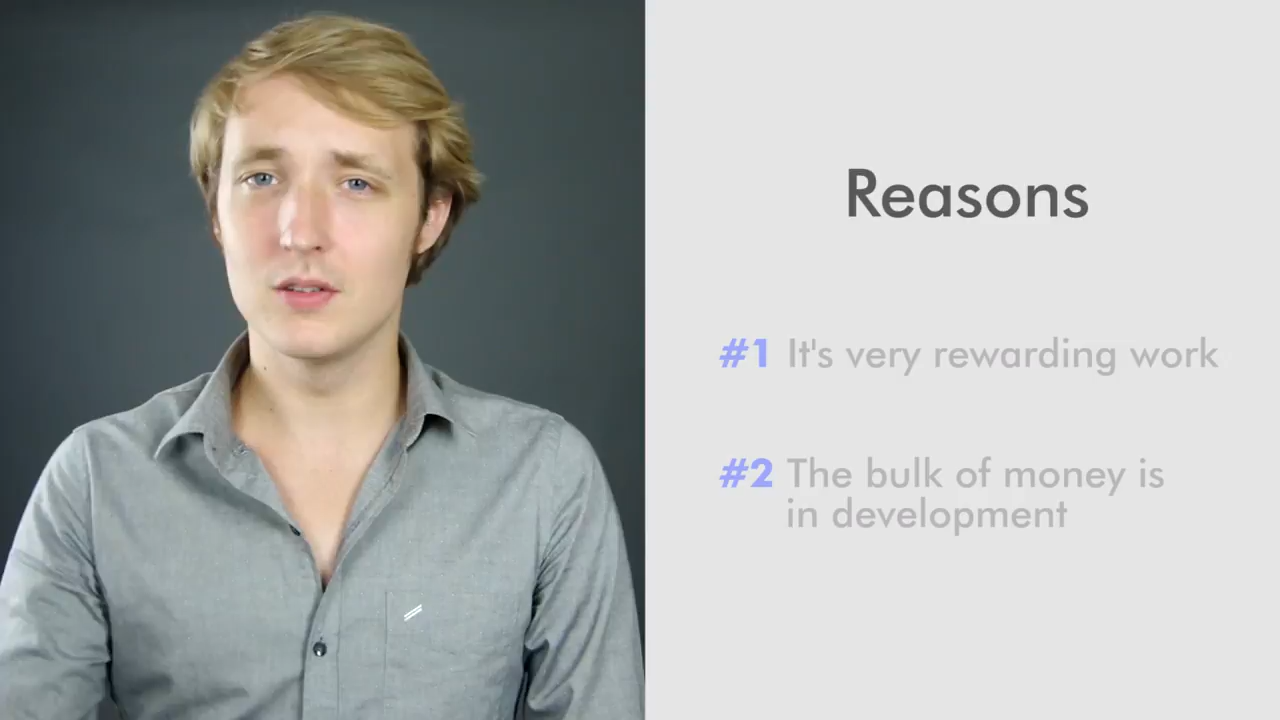 Reasons
#1 It's very rewarding work
#2 The bulk of money is
in development